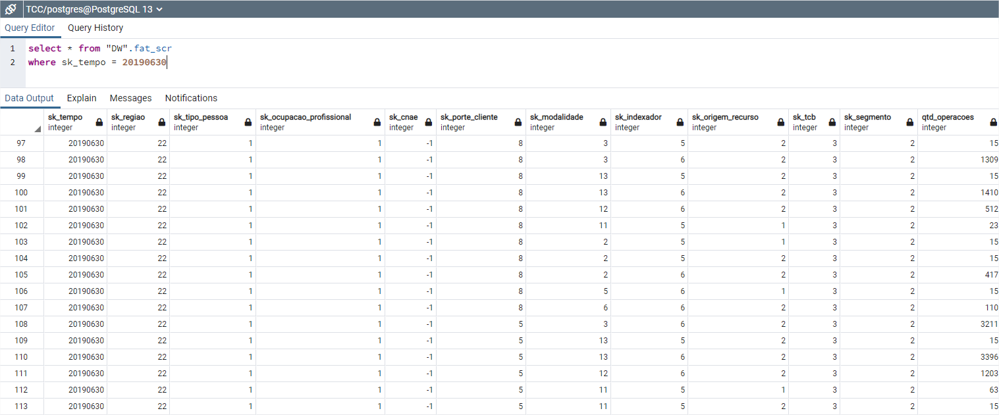 TCC/postgres@PostgreSQL 13
Query Editor Query History
1 select * from "DW".fat_scr
2 where sk_tempo = 20190630
Data Output Explain Messages Notifications
sk_tempo sk_regiao sk_tipo_pessoa sk_ocupacao_profissional sk_cnae sk_porte_cliente sk_modalidade sk_indexador sk_origem_recurso sk_tcb sk_segmento qtd_operacoes
integer integer integer integer integer integer integer integer integer integer integer integer
97 20190630 22 1 1 -1 8 3 5 2 3 2 15
98 20190630 22 1 1 -1 8 3 6 2 3 2 1309
99 20190630 22 1 1 -1 8 13 5 2 3 2 15
100 20190630 22 1 1 -1 8 13 6 2 3 2 1410
101 20190630 22 1 1 -1 8 12 6 2 3 2 512
102 20190630 22 1 1 -1 8 11 5 1 3 2 23
103 20190630 22 1 1 -1 8 2 5 1 3 2 15
104 20190630 22 1 1 -1 8 2 5 2 3 2 15
105 20190630 22 1 1 -1 8 2 6 2 3 2 417
106 20190630 22 1 1 -1 8 5 6 1 3 2 15
107 20190630 22 1 1 -1 8 6 6 2 3 2 110
108 20190630 22 1 1 -1 5 3 6 2 3 2 3211
109 20190630 22 1 1 -1 5 13 5 2 3 2 15
110 20190630 22 1 1 -1 5 13 6 2 3 2 3396
111 20190630 22 1 1 -1 5 12 6 2 3 2 1203
112 20190630 22 1 1 -1 5 11 5 1 3 2 63
113 20190630 22 1 1 -1 5 11 5 2 3 2 15